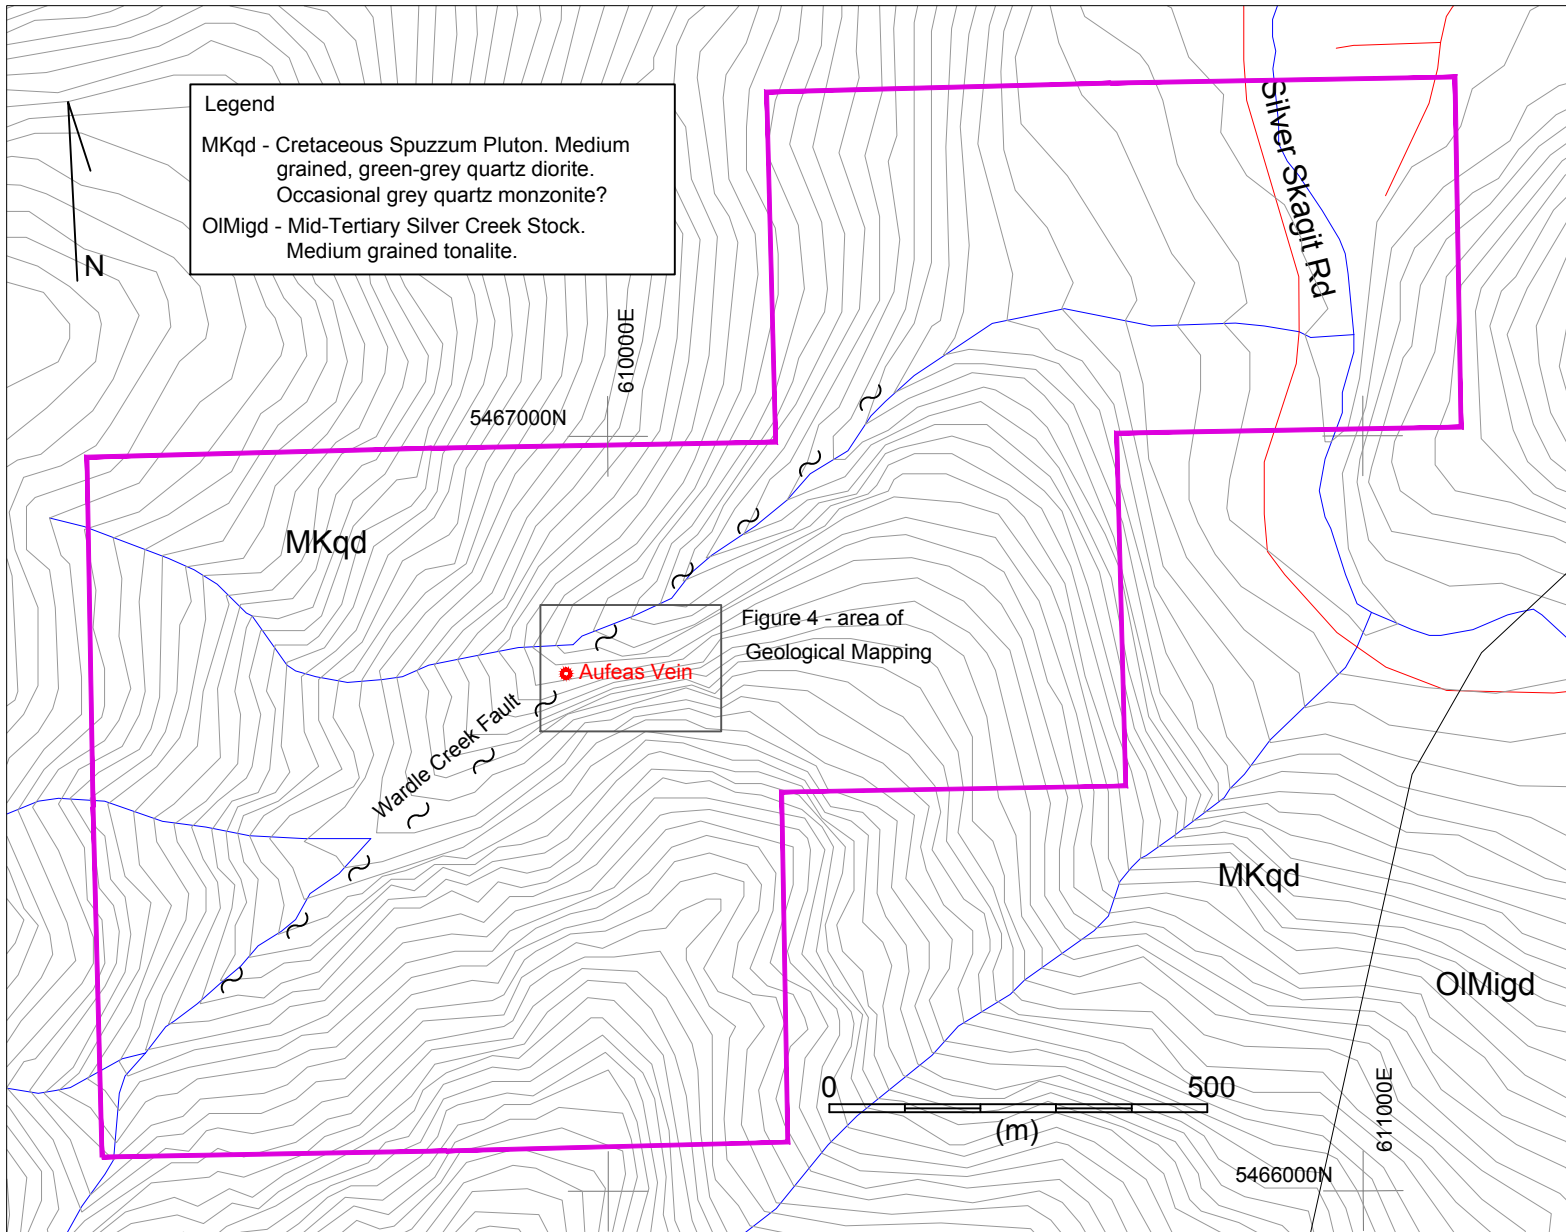 Legend
MKqd - Cretaceous Spuzzum Pluton. Medium
grained, green-grey quartz diorite.
Occasional grey quartz monzonite?
OlMigd - Mid-Tertiary Silver Creek Stock.
Medium grained tonalite.
N
Silver Skagit Rd
610000E
5467000N
MKqd
Figure 4 - area of
Geological Mapping
Aufeas Vein
Wardle Creek Fault
MKqd
OlMigd
0 500
(m)
611000E
5466000N